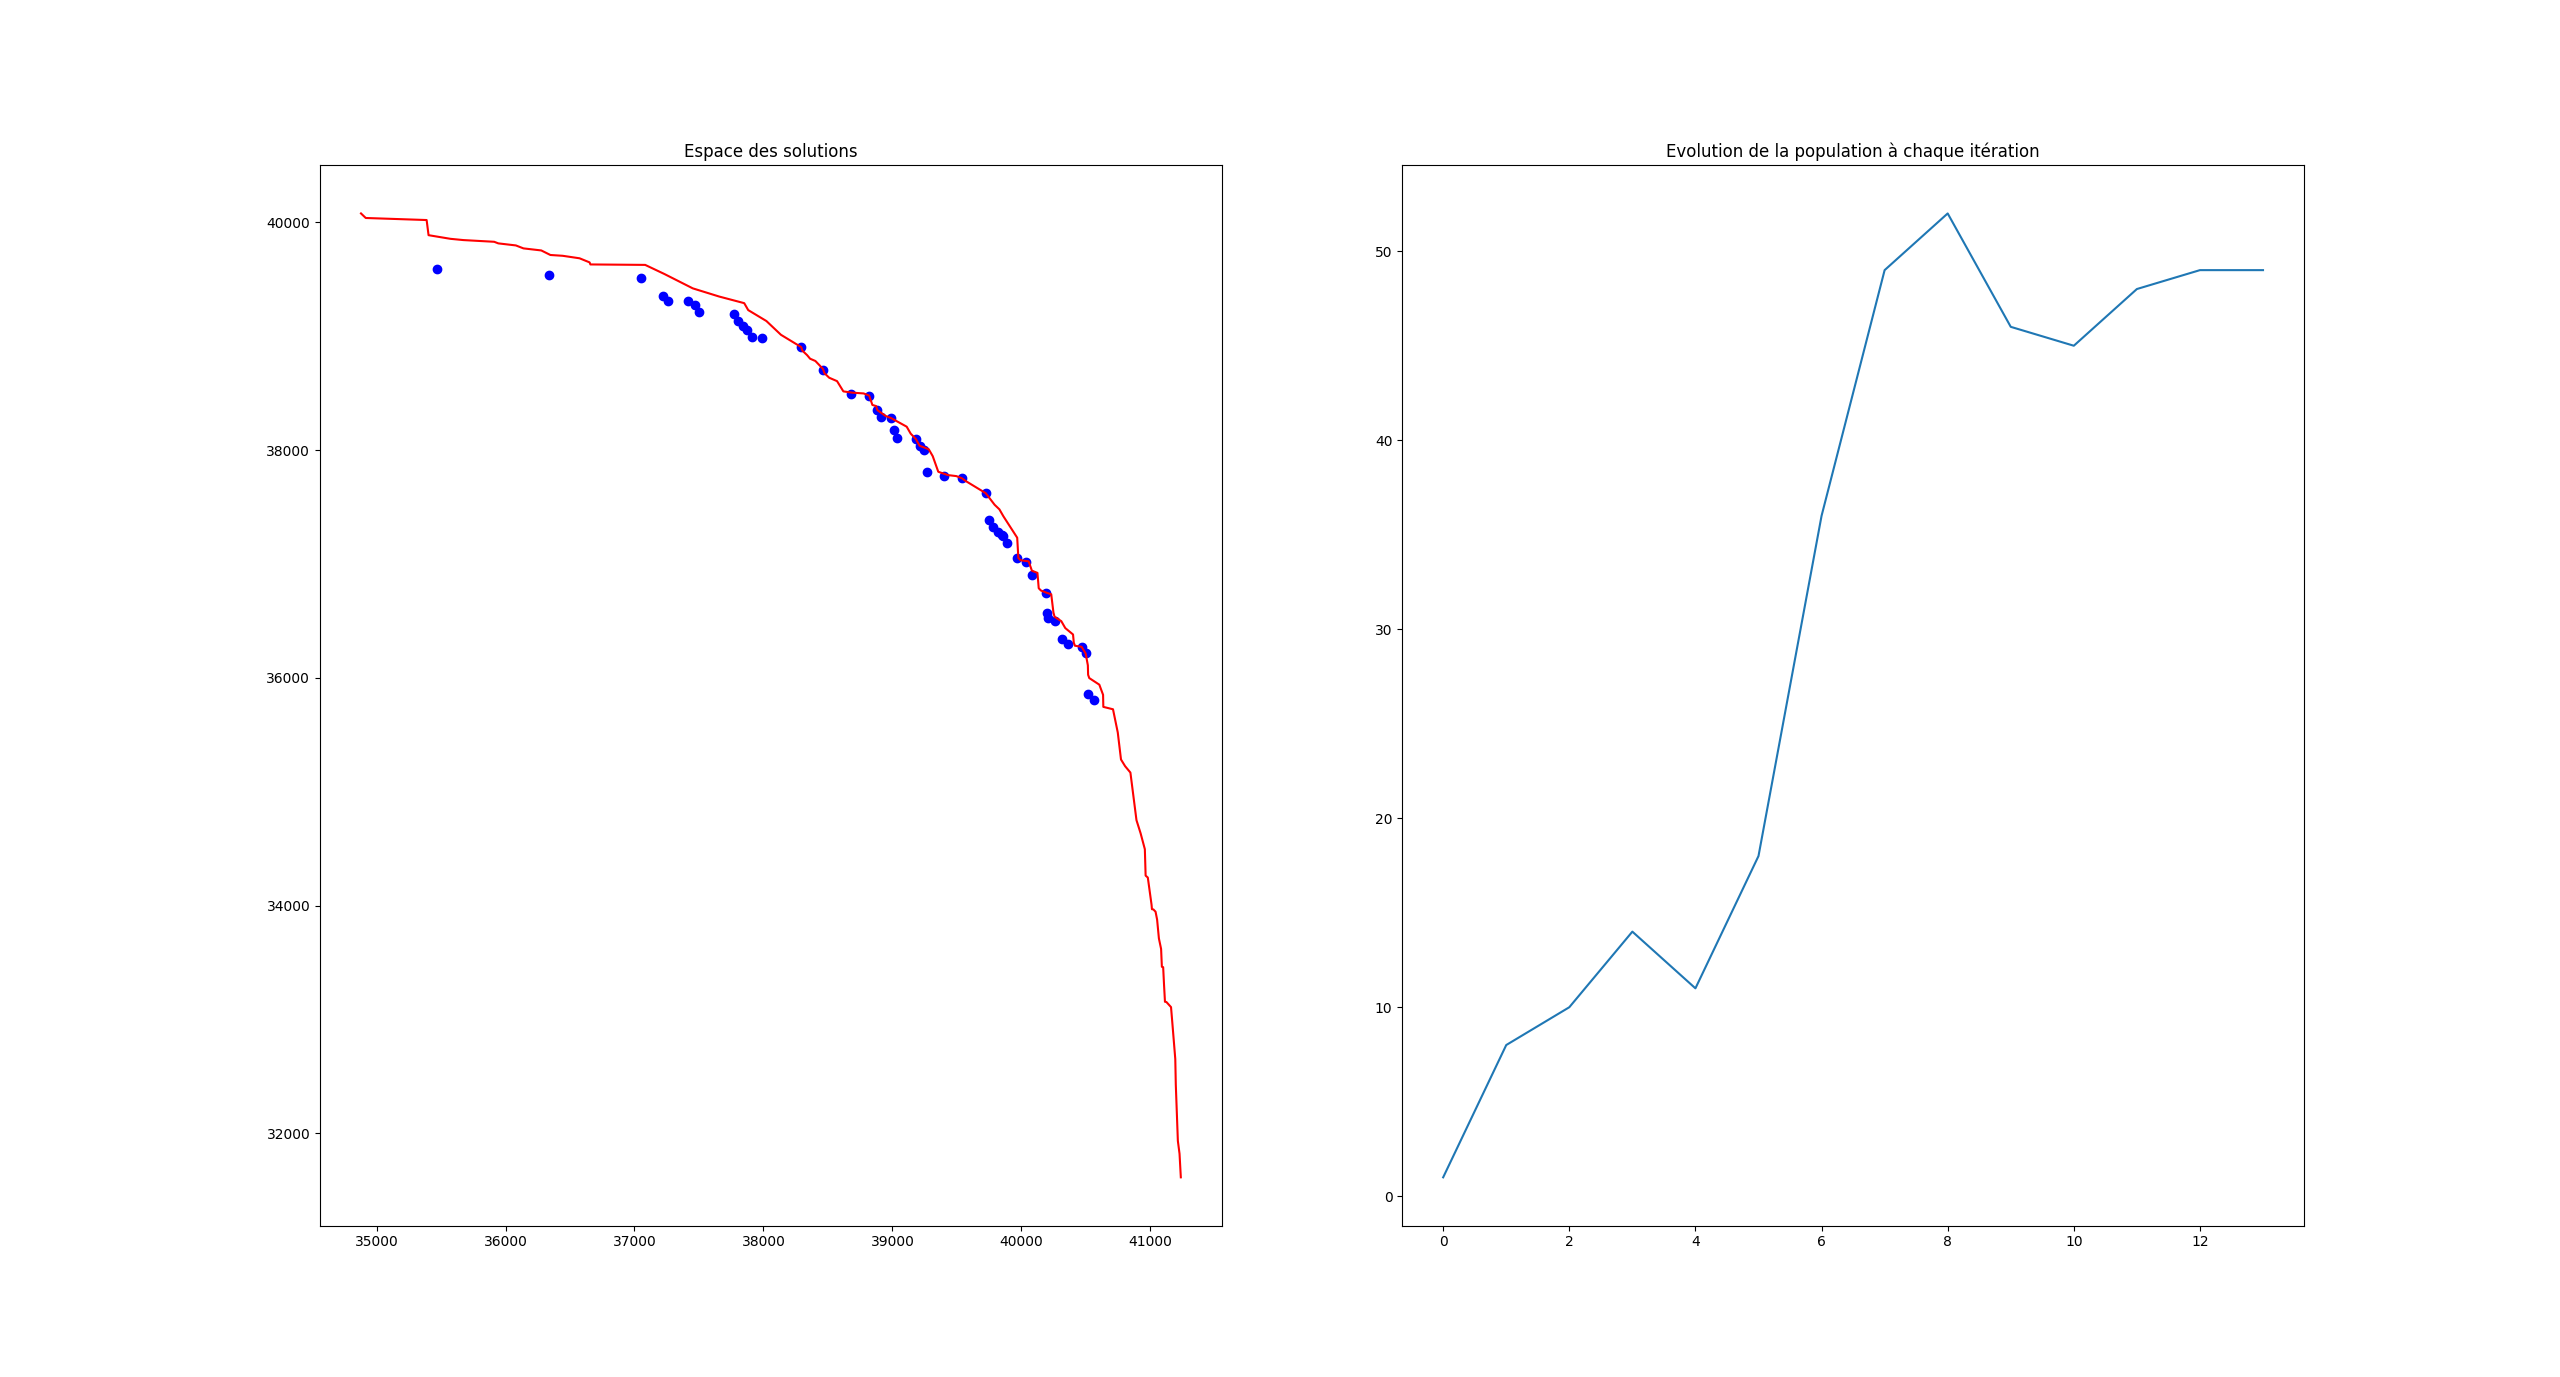 Espace des solutions
40000
38000
36000
34000
32000
35000 36000 37000 38000 39000 40000 41000
Evolution de la population à chaque itération
50
40
30
20
10
0
0 2 4 6 8 10 12